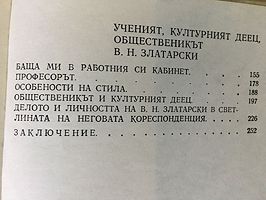 УЧЕНИЯТ, КУЛТУРНИЯТ ДЕЕЦ,
ОБЩЕСТВЕНИКЪТ
В. Н. ЗЛАТАРСКИ
БАЩА МИ В РАБОТНИЯ СИ КАБИНЕТ. 155
ПРОФЕСОРЪТ. 178
ОСОБЕНОСТИ НА СТИЛА. 188
ОБЩЕСТВЕНИКЪТ И КУЛТУРНИЯТ ДЕЕЦ. 197
ДЕЛОТО И ЛИЧНОСТТА НА В. Н. ЗЛАТАРСКИ В СВЕТ-
ЛИНАТА НА НЕГОВАТА КОРЕСПОНДЕНЦИЯ. 226
ЗАКЛЮЧЕНИЕ. 252